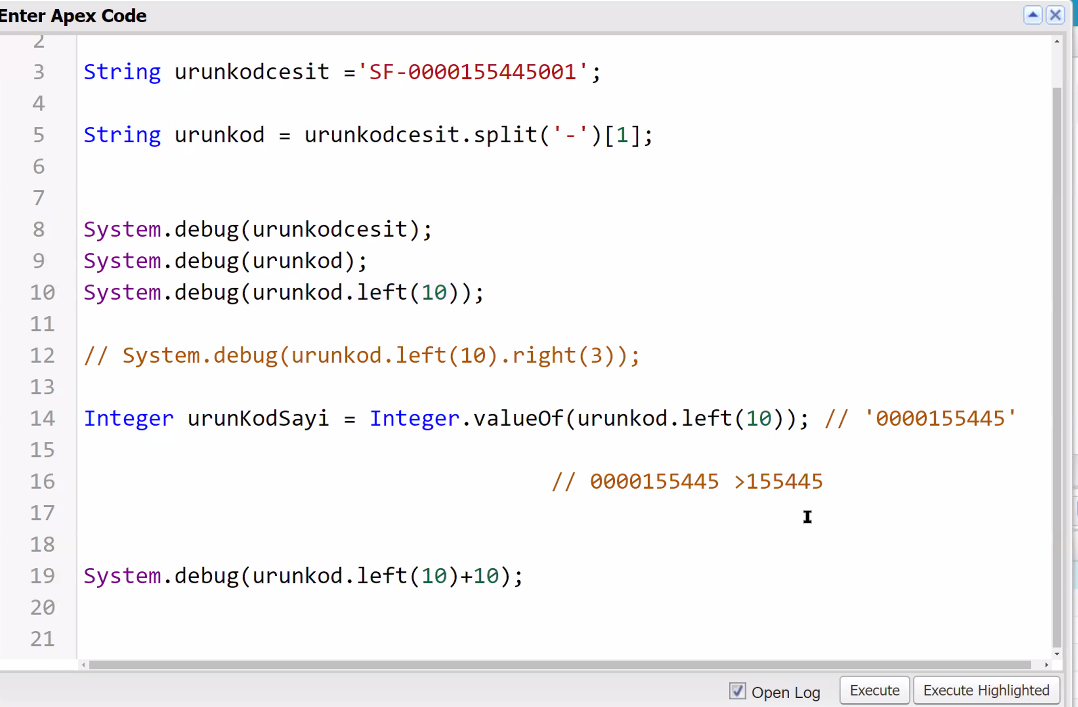 Enter Apex Code
2
3 String urunkodcesit ='SF-0000155445001';
4
5 String urunkod = urunkodcesit.split('-')[1];
6
7
8 System.debug(urunkodcesit);
9 System.debug(urunkod);
10 System.debug(urunkod.left(10));
11
12 // System.debug(urunkod.left(10).right(3));
13
14 Integer urunKodSayi = Integer.valueOf(urunkod.left(10)); // '0000155445'
15
16 // 0000155445 >155445
17
18
19 System.debug(urunkod.left(10)+10);
20
21
Open Log Execute Execute Highlighted